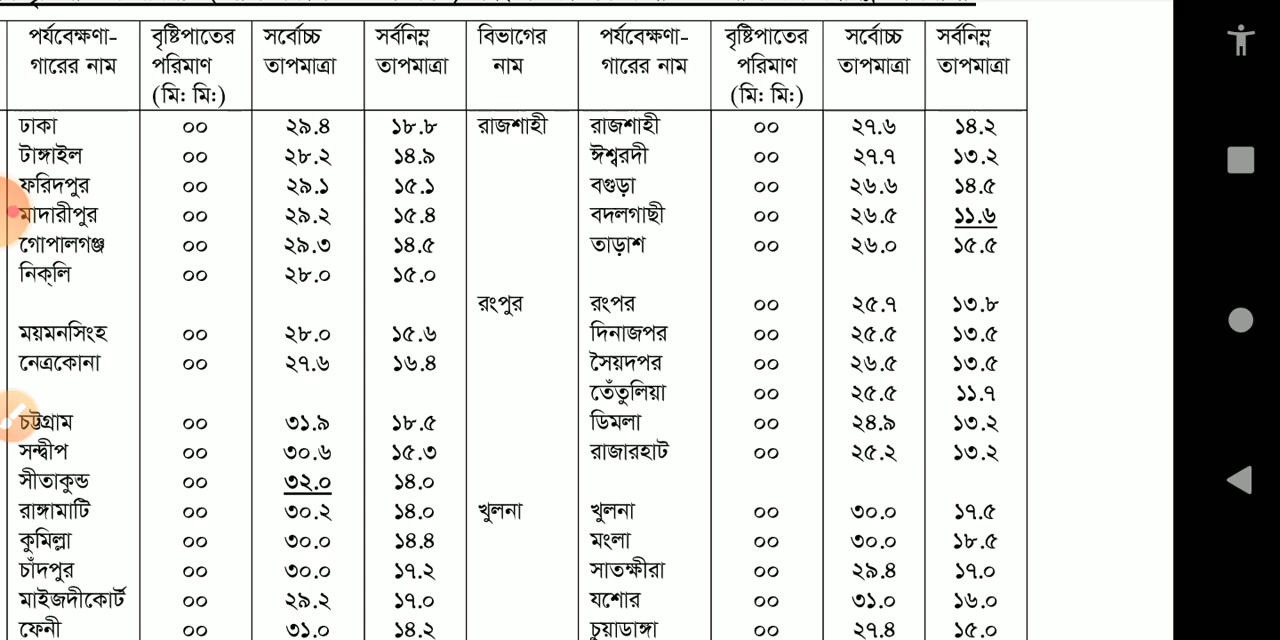 পর্যবেক্ষণা- বৃষ্টিপাতের সর্বোচ্চ সর্বনিম্ন বিভাগের পর্যবেক্ষণা- বৃষ্টিপাতের সর্বোচ্চ সর্বনিম্ন
গারের নাম পরিমাণ তাপমাত্রা তাপমাত্রা নাম গারের নাম পরিমাণ তাপমাত্রা তাপমাত্রা
(মি: মি:) (মি: মি:)
ঢাকা ০০ ২৯.৪ ১৮.৮ রাজশাহী রাজশাহী ০০ ২৭.৬ ১৪.২
টাঙ্গাইল ০০ ২৮.২ ১৪.৯ ঈশ্বরদী ০০ ২৭.৭ ১৩.২
ফরিদপুর ০০ ২৯.১ ১৫.১ বগুড়া ০০ ২৬.৬ ১৪.৫
মাদারীপুর ০০ ২৯.২ ১৫.৪ বদলগাছী ০০ ২৬.৫ ১১.৬
গোপালগঞ্জ ০০ ২৯.৩ ১৪.৫ তাড়াশ ০০ ২৬.০ ১৫.৫
নিক্‌লি ০০ ২৮.০ ১৫.০
রংপুর রংপর ০০ ২৫.৭ ১৩.৮
ময়মনসিংহ ০০ ২৮.০ ১৫.৬ দিনাজপর ০০ ২৫.৫ ১৩.৫
নেত্রকোনা ০০ ২৭.৬ ১৬.৪ সৈয়দপর ০০ ২৬.৫ ১৩.৫
তেঁতুলিয়া ০০ ২৫.৫ ১১.৭
চট্টগ্রাম ০০ ৩১.৯ ১৮.৫ ডিমলা ০০ ২৪.৯ ১৩.২
সন্দ্বীপ ০০ ৩০.৬ ১৫.৩ রাজারহাট ০০ ২৫.২ ১৩.২
সীতাকুন্ড ০০ ৩২.০ ১৪.০
রাঙ্গামাটি ০০ ৩০.২ ১৪.০ খুলনা খুলনা ০০ ৩০.০ ১৭.৫
কুমিল্লা ০০ ৩০.০ ১৪.৪ মংলা ০০ ৩০.০ ১৮.৫
চাঁদপুর ০০ ৩০.০ ১৭.২ সাতক্ষীরা ০০ ২৯.৪ ১৭.০
মাইজদীকোর্ট ০০ ২৯.২ ১৭.০ যশোর ০০ ৩১.০ ১৬.০
ফেনী ০০ ৩১.০ ১৪.২ চুয়াডাঙ্গা ০০ ২৭.৪ ১৫.০